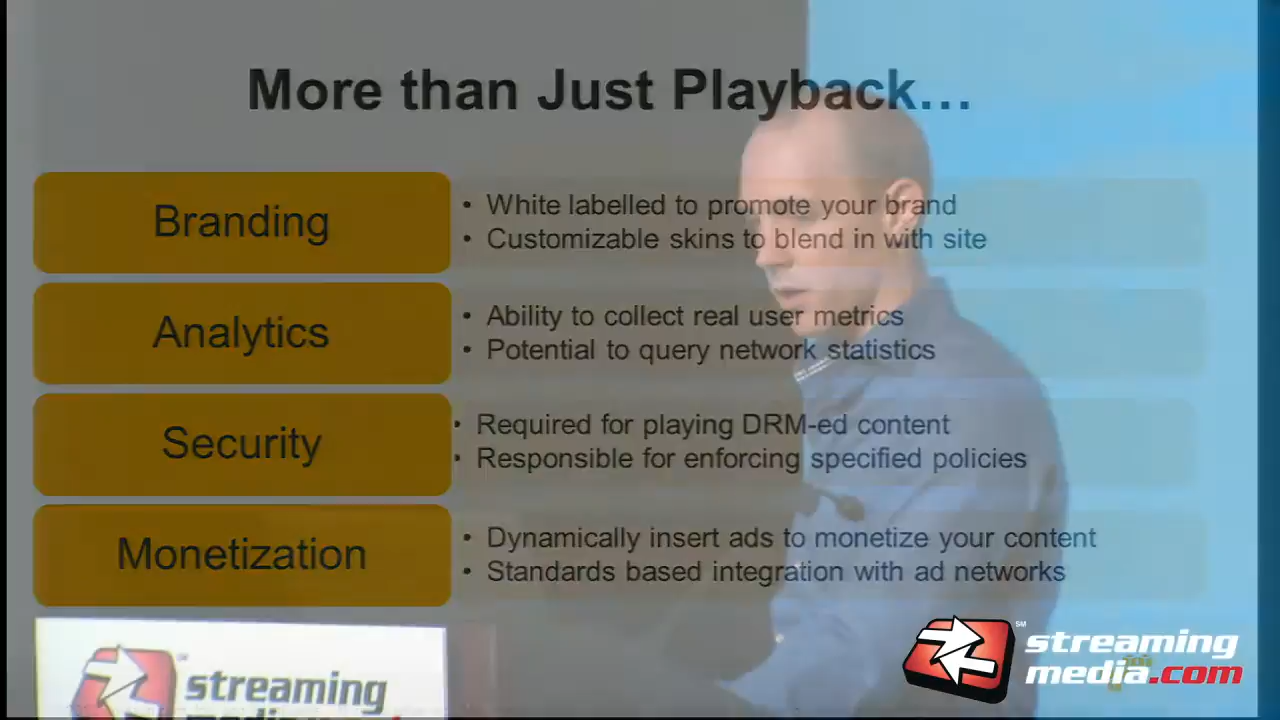 More than Just Playback…
Branding
• White labelled to promote your brand
• Customizable skins to blend in with site
Analytics
• Ability to collect real user metrics
• Potential to query network statistics
Security
• Required for playing DRM-ed content
• Responsible for enforcing specified policies
Monetization
• Dynamically insert ads to monetize your content
• Standards based integration with ad networks
streaming
streaming℠
media.com